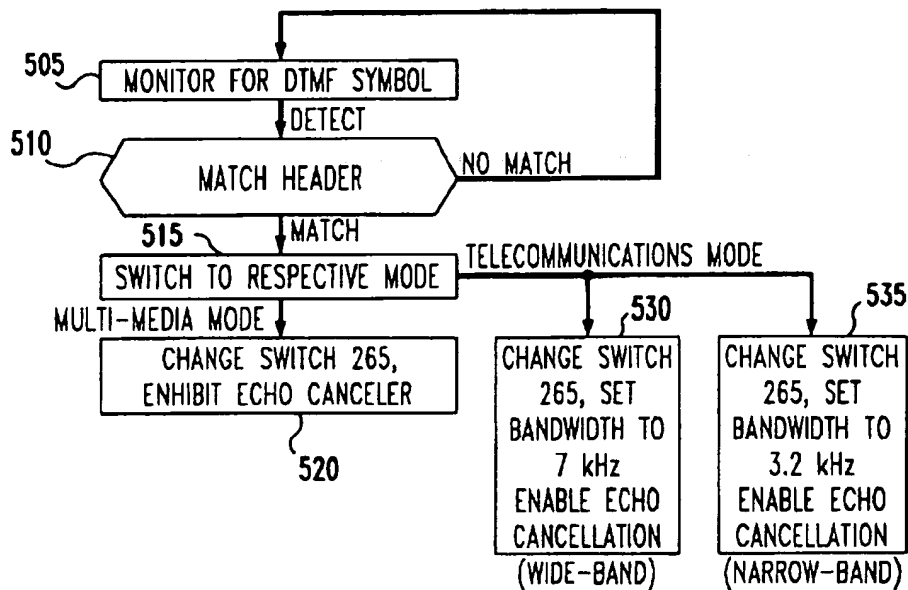 505
MONITOR FOR DTMF SYMBOL
DETECT
510
MATCH HEADER
NO MATCH
MATCH
515
SWITCH TO RESPECTIVE MODE
TELECOMMUNICATIONS MODE
MULTI-MEDIA MODE
CHANGE SWITCH 265,
ENHIBIT ECHO CANCELER
520
530
CHANGE SWITCH
265, SET
BANDWIDTH TO
7 kHz
ENABLE ECHO
CANCELLATION
(WIDE-BAND)
535
CHANGE SWITCH
265, SET
BANDWIDTH TO
3.2 kHz
ENABLE ECHO
CANCELLATION
(NARROW-BAND)